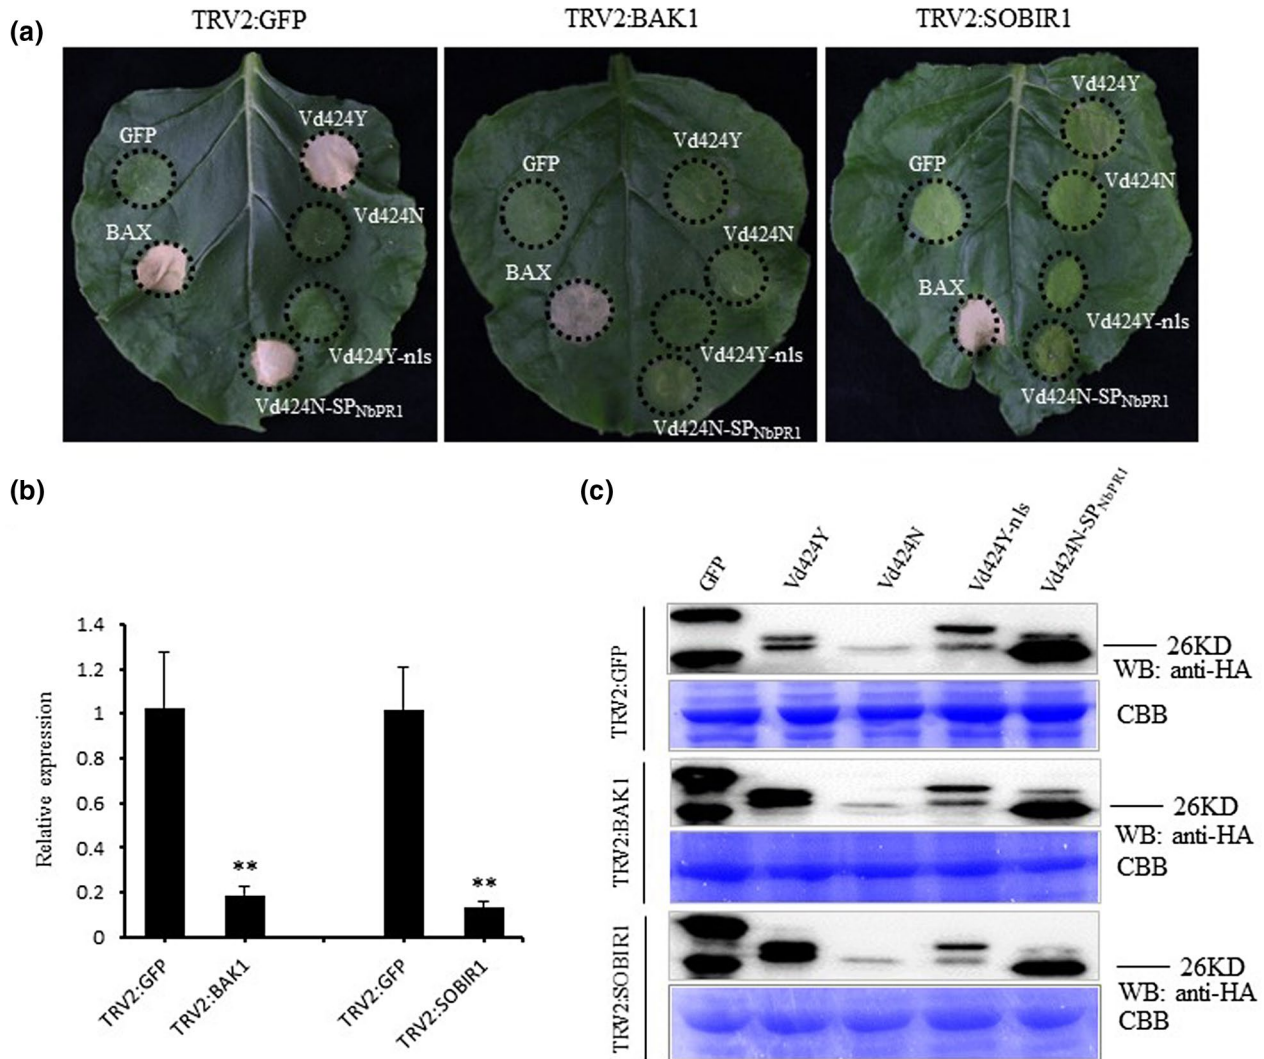 (a)
TRV2:GFP
TRV2:BAK1
TRV2:SOBIR1
GFP
Vd424Y
Vd424N
BAX
Vd424Y-nls
Vd424N-SPNbPR1
GFP
Vd424Y
Vd424N
BAX
Vd424Y-nls
Vd424N-SPNbPR1
Vd424Y
GFP
Vd424N
BAX
Vd424Y-nls
Vd424N-SPNbPR1
(b)
Relative expression
1.4
1.2
1
0.8
0.6
0.4
0.2
0
**
**
TRV2:GFP
TRV2:BAK1
TRV2:GFP
TRV2:SOBIR1
(c)
GFP
Vd424Y
Vd424N
Vd424Y-nls
Vd424N-SPNbPR1
TRV2:GFP
26KD
WB: anti-HA
CBB
TRV2:BAK1
26KD
WB: anti-HA
CBB
TRV2:SOBIR1
26KD
WB: anti-HA
CBB